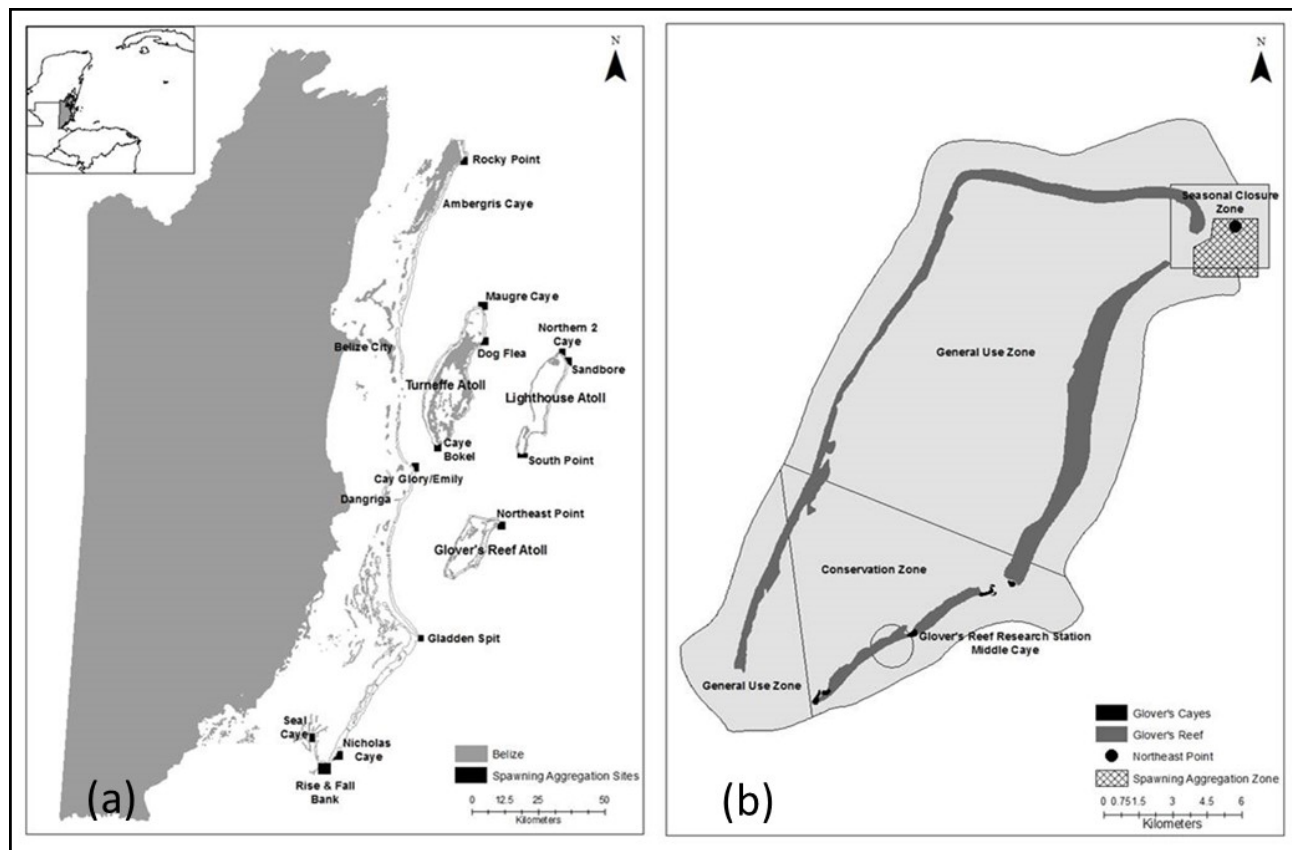 N
Rocky Point
Ambergris Caye
Maugre Caye
Belize City
Northern 2
Caye
Dog Flea
Sandbore
Turneffe Atoll
Lighthouse Atoll
Caye
Bokel
South Point
Cay Glory/Emily
Dangriga
Northeast Point
Glover's Reef Atoll
Gladden Spit
Seal
Caye
Nicholas
Caye
Rise & Fall
Bank
Belize
Spawning Aggregation Sites
0 12.5 25 50
Kilometers
(a)
N
Seasonal Closure
Zone
General Use Zone
Conservation Zone
Glover's Reef Research Station
Middle Caye
General Use Zone
Glover's Cayes
Glover's Reef
Northeast Point
Spawning Aggregation Zone
0 0.75 1.5 3 4.5 6
Kilometers
(b)